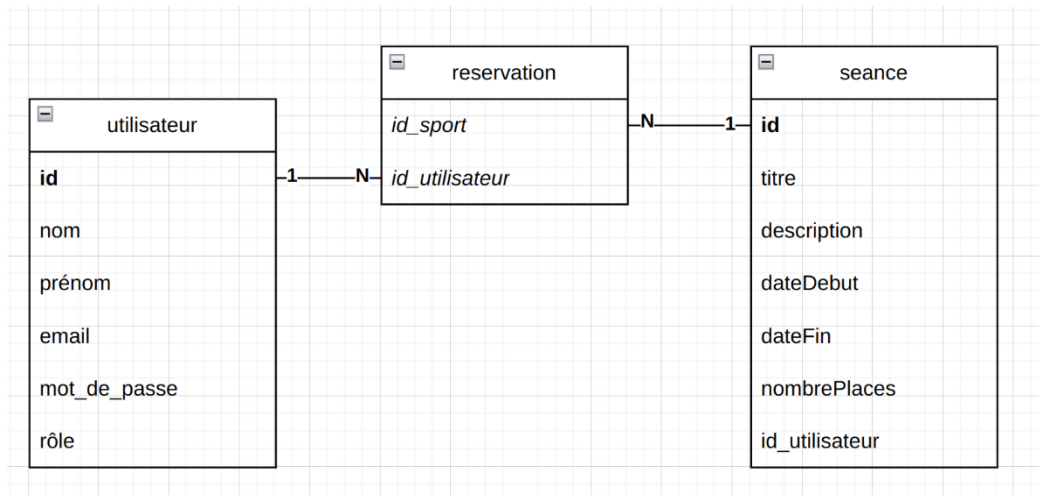 utilisateur
id
nom
prénom
email
mot_de_passe
rôle
1
N
reservation
id_sport
id_utilisateur
N
1
seance
id
titre
description
dateDebut
dateFin
nombrePlaces
id_utilisateur